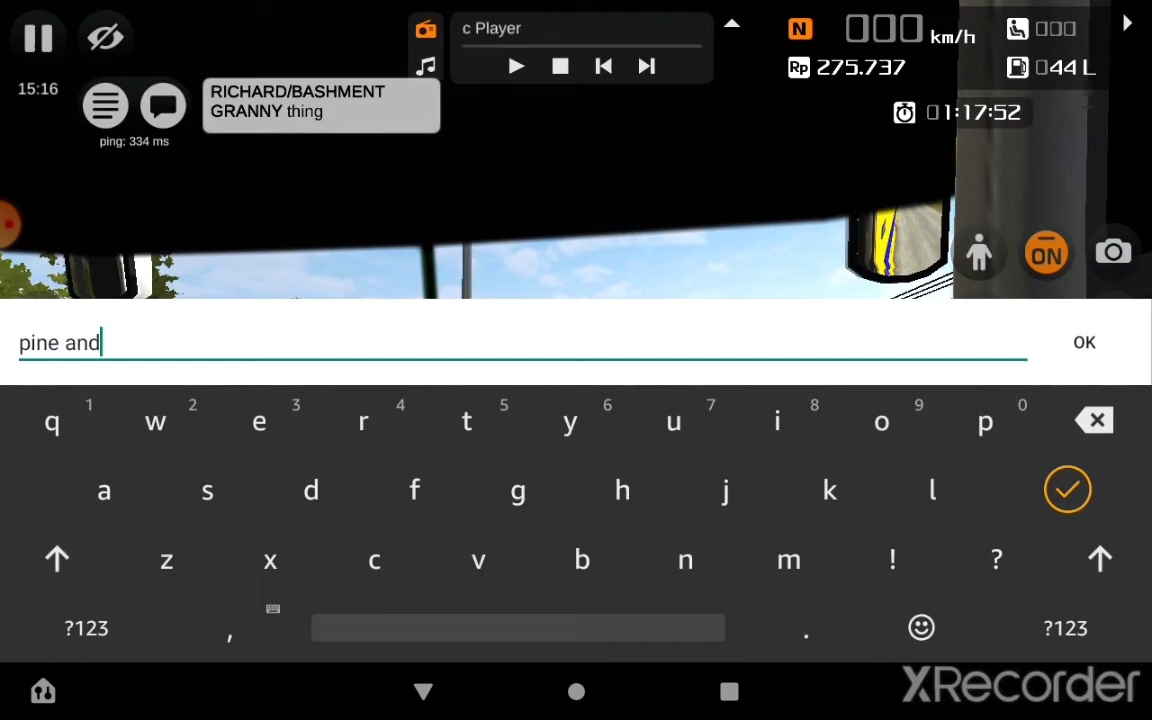 c Player
N
km/h
Rp 275.737
44 L
15:16
RICHARD/BASHMENT
GRANNY thing
1:17:52
ping: 334 ms
ON
pine and
OK
1 2 3 4 5 6 7 8 9 0
q w e r t y u i o p
a s d f g h j k l
z x c v b n m ! ?
?123 , . ?123
XRecorder